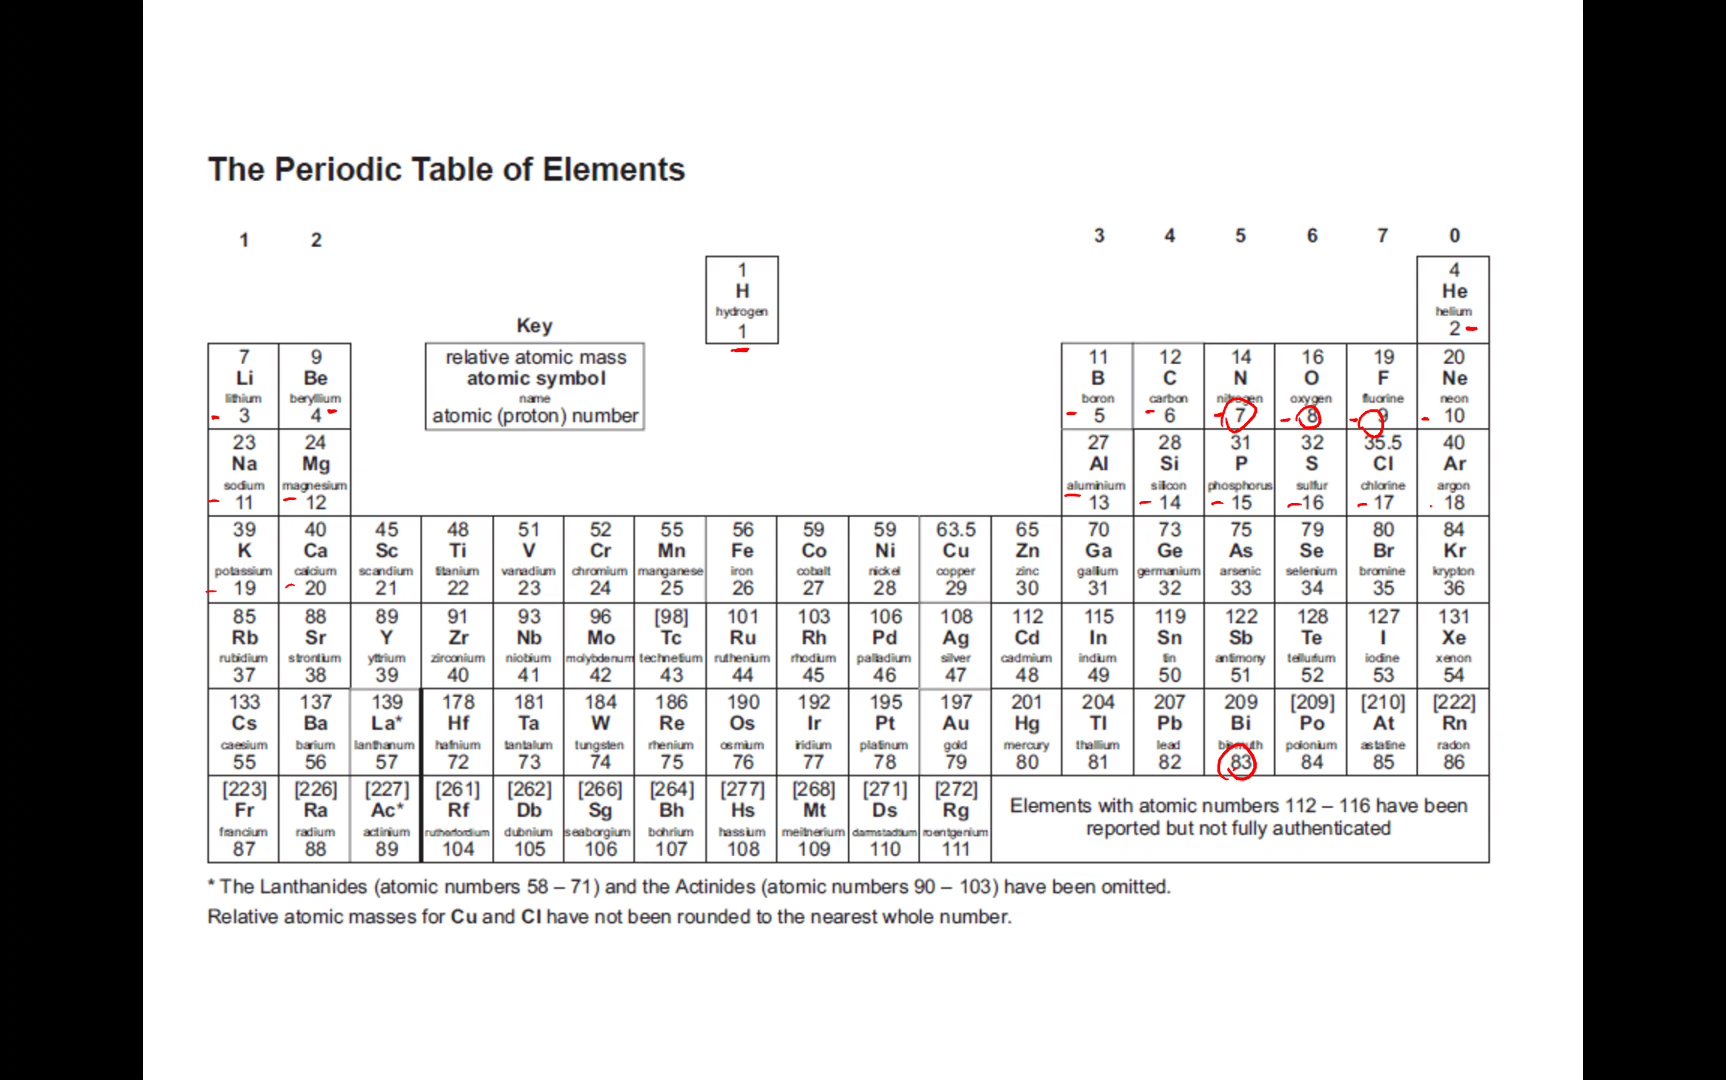 The Periodic Table of Elements
1 2 3 4 5 6 7 0
1 4
H He
hydrogen helium
Key 1 2
7 9 relative atomic mass 11 12 14 16 19 20
Li Be atomic symbol B C N O F Ne
lithium beryllium name boron carbon nitrogen oxygen fluorine neon
3 4 atomic (proton) number 5 6 7 8 9 10
23 24 27 28 31 32 35.5 40
Na Mg Al Si P S Cl Ar
sodium magnesium aluminium silicon phosphorus sulfur chlorine argon
11 12 13 14 15 16 17 18
39 40 45 48 51 52 55 56 59 59 63.5 65 70 73 75 79 80 84
K Ca Sc Ti V Cr Mn Fe Co Ni Cu Zn Ga Ge As Se Br Kr
potassium calcium scandium titanium vanadium chromium manganese iron cobalt nickel copper zinc gallium germanium arsenic selenium bromine krypton
19 20 21 22 23 24 25 26 27 28 29 30 31 32 33 34 35 36
85 88 89 91 93 96 [98] 101 103 106 108 112 115 119 122 128 127 131
Rb Sr Y Zr Nb Mo Tc Ru Rh Pd Ag Cd In Sn Sb Te I Xe
rubidium strontium yttrium zirconium niobium molybdenum technetium ruthenium rhodium palladium silver cadmium indium tin antimony tellurium iodine xenon
37 38 39 40 41 42 43 44 45 46 47 48 49 50 51 52 53 54
133 137 139 178 181 184 186 190 192 195 197 201 204 207 209 [209] [210] [222]
Cs Ba La* Hf Ta W Re Os Ir Pt Au Hg Tl Pb Bi Po At Rn
caesium barium lanthanum hafnium tantalum tungsten rhenium osmium iridium platinum gold mercury thallium lead bismuth polonium astatine radon
55 56 57 72 73 74 75 76 77 78 79 80 81 82 83 84 85 86
[223] [226] [227] [261] [262] [266] [264] [277] [268] [271] [272]
Fr Ra Ac* Rf Db Sg Bh Hs Mt Ds Rg Elements with atomic numbers 112 – 116 have been
francium radium actinium rutherfordium dubnium seaborgium bohrium hassium meitnerium darmstadtium roentgenium reported but not fully authenticated
87 88 89 104 105 106 107 108 109 110 111
* The Lanthanides (atomic numbers 58 – 71) and the Actinides (atomic numbers 90 – 103) have been omitted.
Relative atomic masses for Cu and Cl have not been rounded to the nearest whole number.